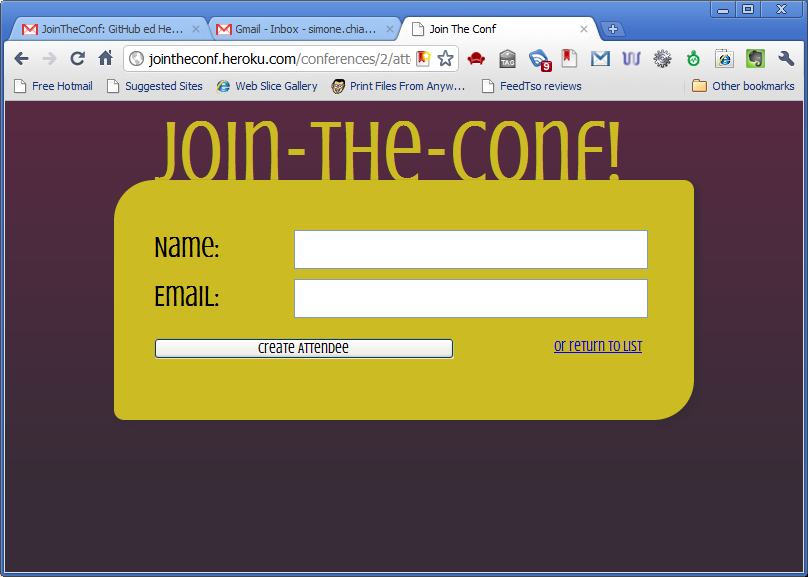 JoinTheConf: GitHub ed He...
Gmail - Inbox - simone.chia...
Join The Conf
jointheconf.heroku.com/conferences/2/att
TAG
9
Free Hotmail
Suggested Sites
Web Slice Gallery
Print Files From Anyw...
FeedTso reviews
Other bookmarks
Join-The-Conf!
Name:
Email:
Create Attendee
or return to list